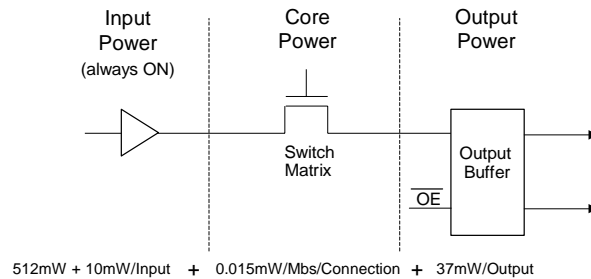 Input
Power
(always ON)
Core
Power
Output
Power
Switch
Matrix
Output
Buffer
OE
512mW + 10mW/Input + 0.015mW/Mbs/Connection + 37mW/Output